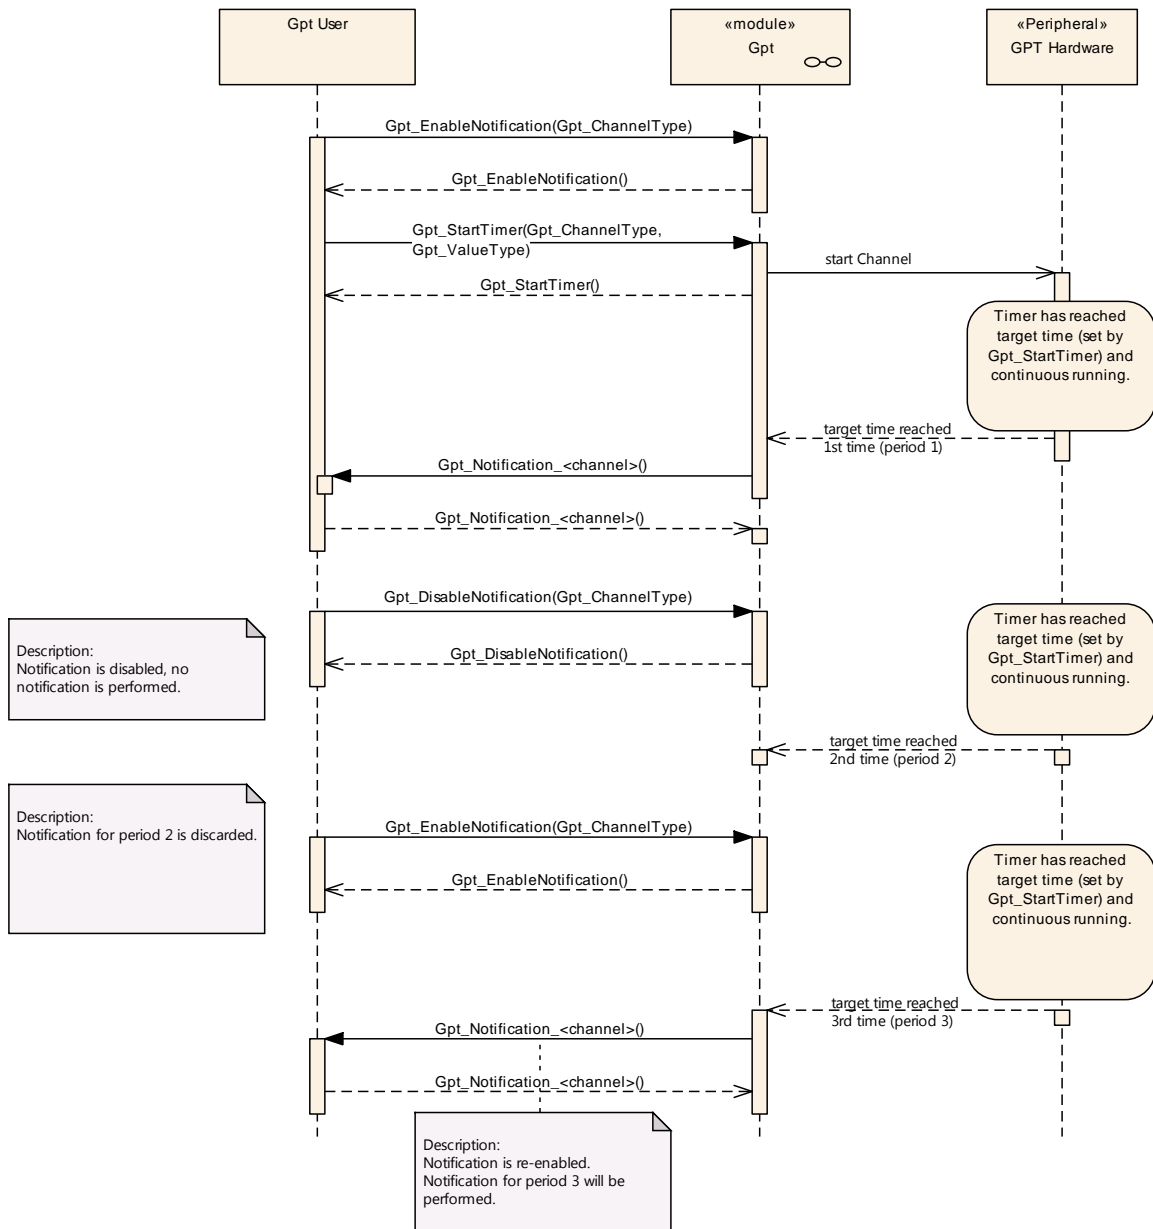 Gpt User
«module»
Gpt
«Peripheral»
GPT Hardware
Gpt_EnableNotification(Gpt_ChannelType)
Gpt_EnableNotification()
Gpt_StartTimer(Gpt_ChannelType,
Gpt_ValueType)
start Channel
Gpt_StartTimer()
Timer has reached
target time (set by
Gpt_StartTimer) and
continuous running.
target time reached
1st time (period 1)
Gpt_Notification_<channel>()
Gpt_Notification_<channel>()
Gpt_DisableNotification(Gpt_ChannelType)
Description:
Notification is disabled, no
notification is performed.
Gpt_DisableNotification()
Timer has reached
target time (set by
Gpt_StartTimer) and
continuous running.
target time reached
2nd time (period 2)
Description:
Notification for period 2 is discarded.
Gpt_EnableNotification(Gpt_ChannelType)
Gpt_EnableNotification()
Timer has reached
target time (set by
Gpt_StartTimer) and
continuous running.
target time reached
3rd time (period 3)
Gpt_Notification_<channel>()
Gpt_Notification_<channel>()
Description:
Notification is re-enabled.
Notification for period 3 will be
performed.